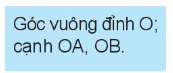 Góc vuông đỉnh O;
cạnh OA, OB.